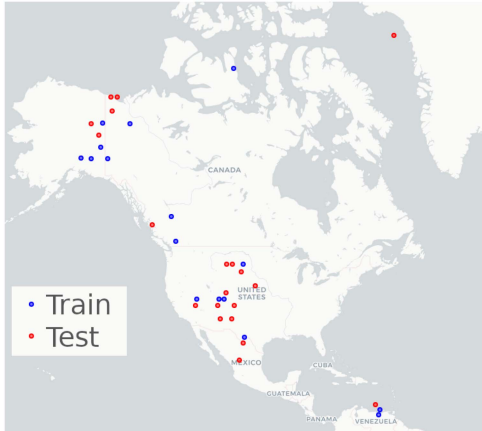 CANADA
UNITED
STATES
Train
Test
MEXICO
CUBA
GUATEMALA
PANAMA
VENEZUELA